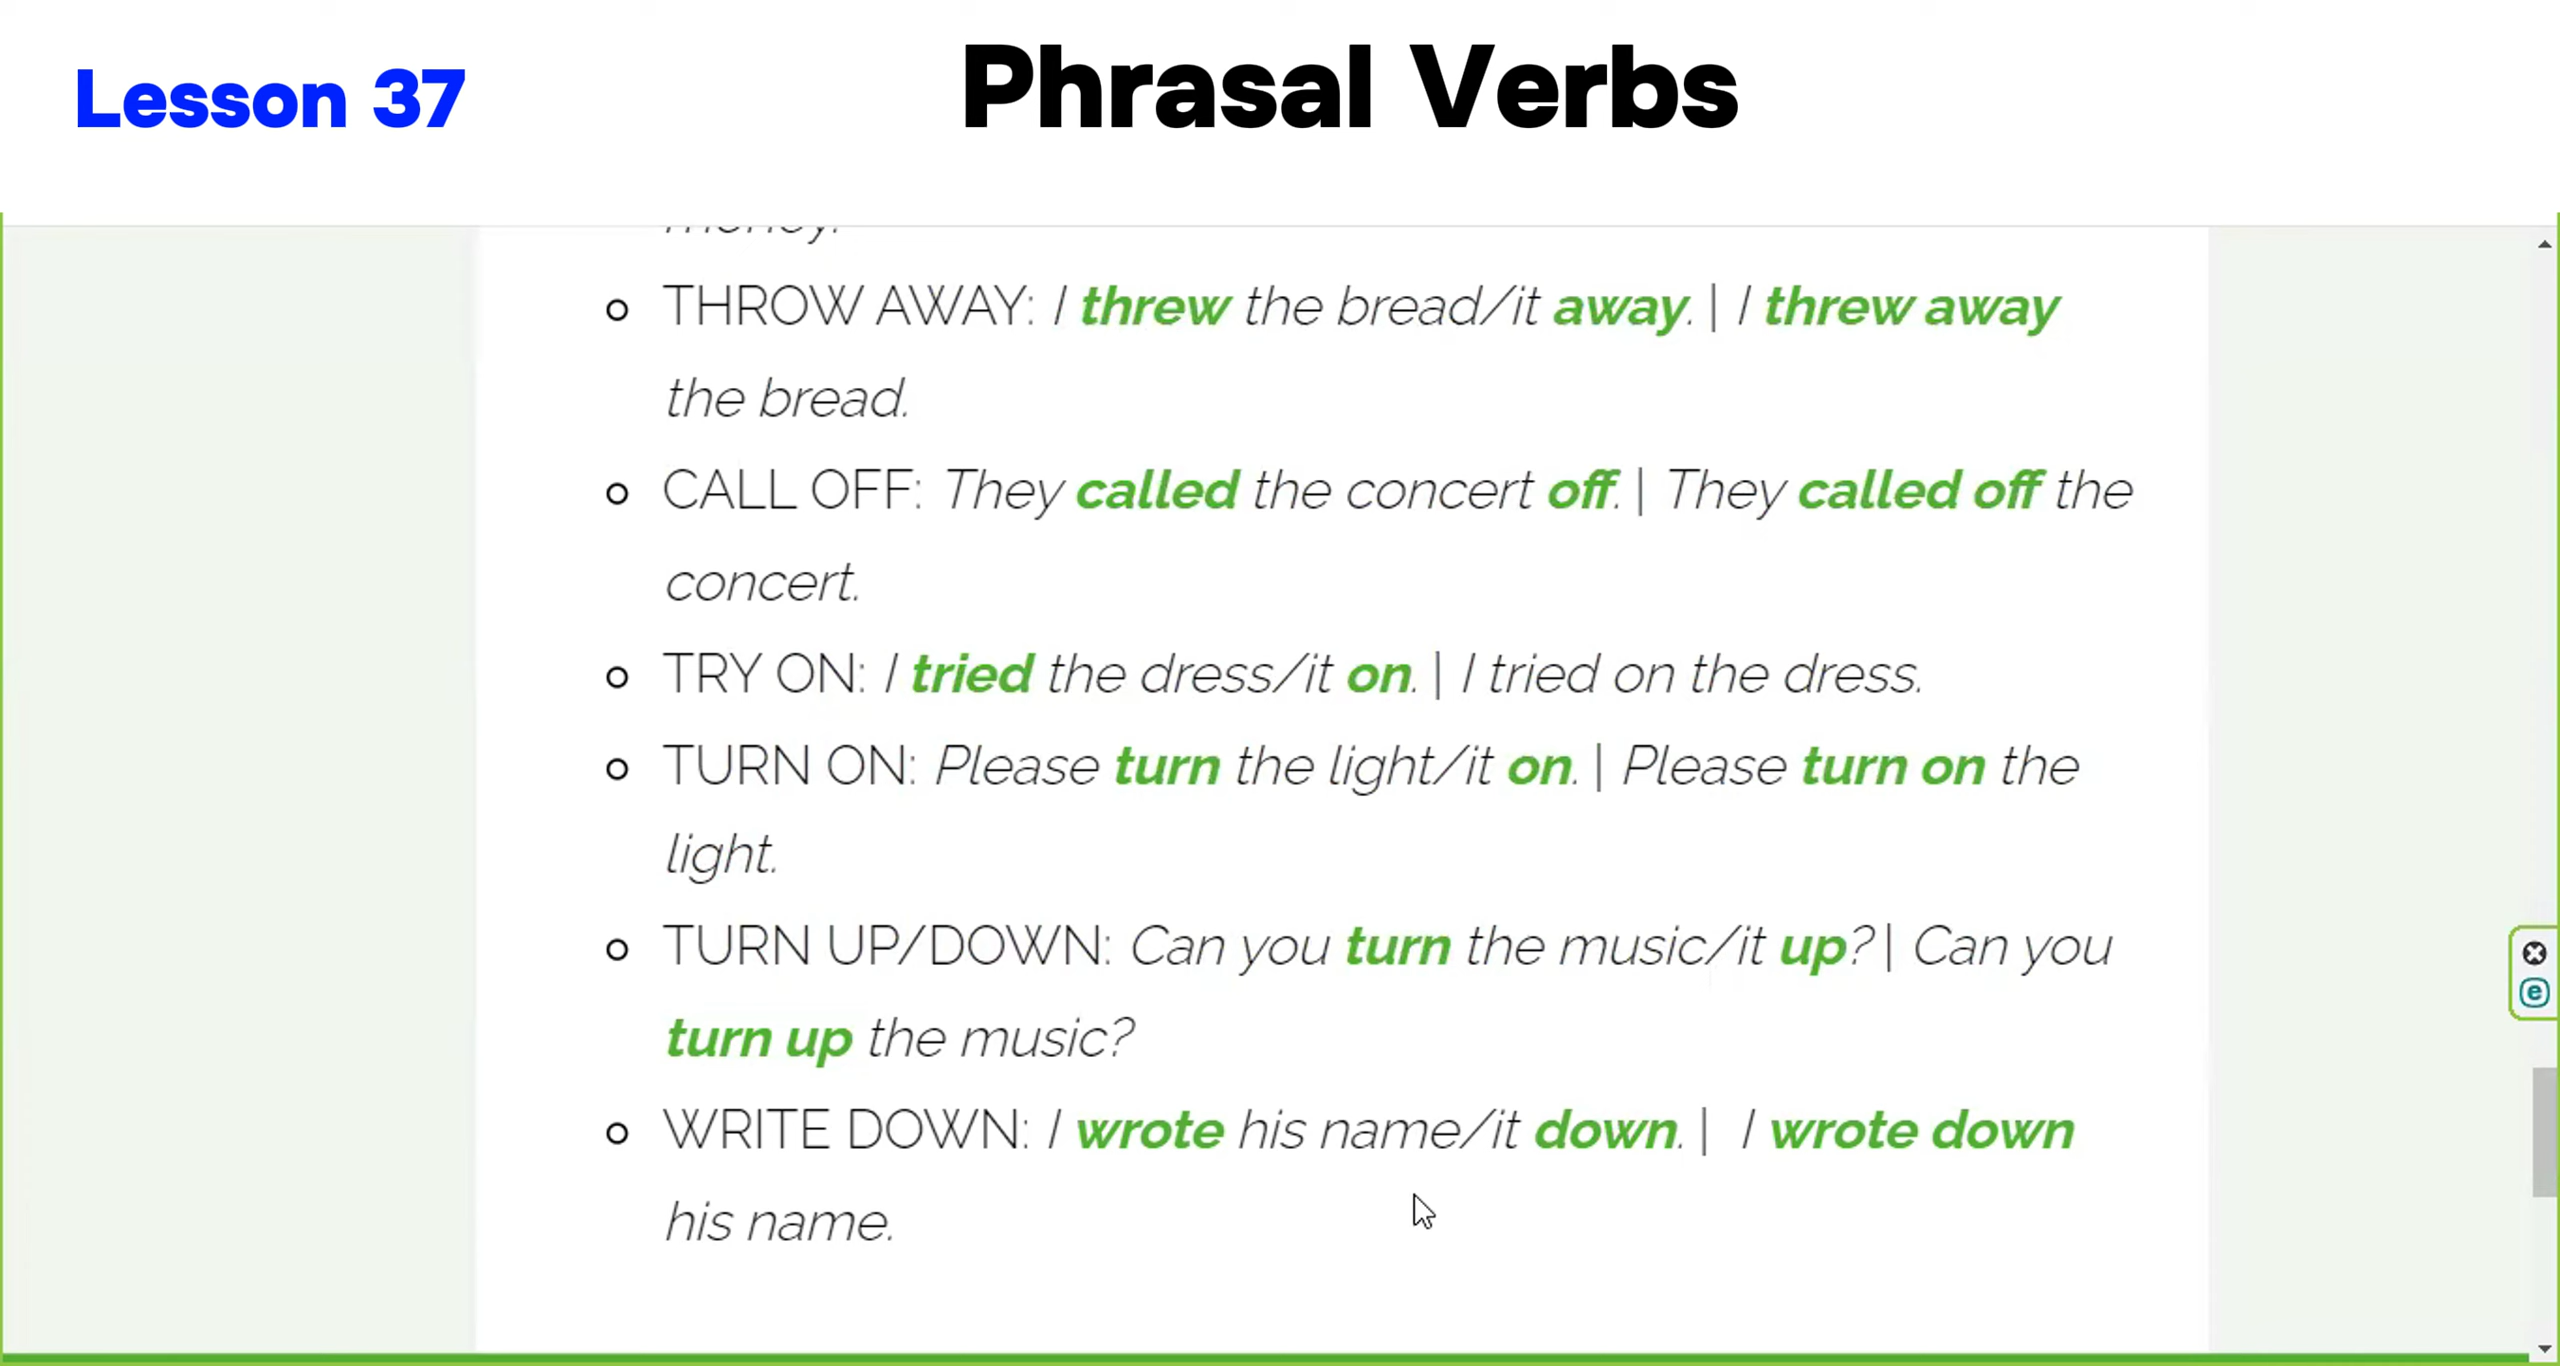 Lesson 37
Phrasal Verbs
money.
THROW AWAY: I threw the bread/it away. | I threw away
the bread.
CALL OFF: They called the concert off. | They called off the
concert.
TRY ON: I tried the dress/it on. | I tried on the dress.
TURN ON: Please turn the light/it on. | Please turn on the
light.
TURN UP/DOWN: Can you turn the music/it up? | Can you
turn up the music?
WRITE DOWN: I wrote his name/it down. | I wrote down
his name.